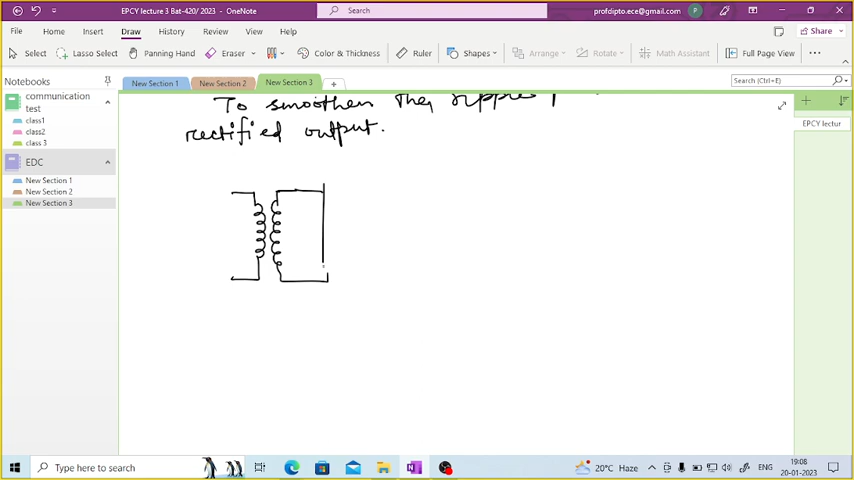 EPCY lecture 3 Bat-420/ 2023 - OneNote
Search
profdipto.ece@gmail.com
P
File
Home
Insert
Draw
History
Review
View
Help
Share
Select
Lasso Select
Panning Hand
Eraser
Color & Thickness
Ruler
Shapes
Arrange
Rotate
Math Assistant
Full Page View
Notebooks
New Section 1
New Section 2
New Section 3
Search (Ctrl+E)
communication
test
class1
class2
class 3
EDC
New Section 1
New Section 2
New Section 3
EPCY lectur
To smoothen the ripples
rectified output.
Type here to search
20°C Haze
ENG
19:08
20-01-2023